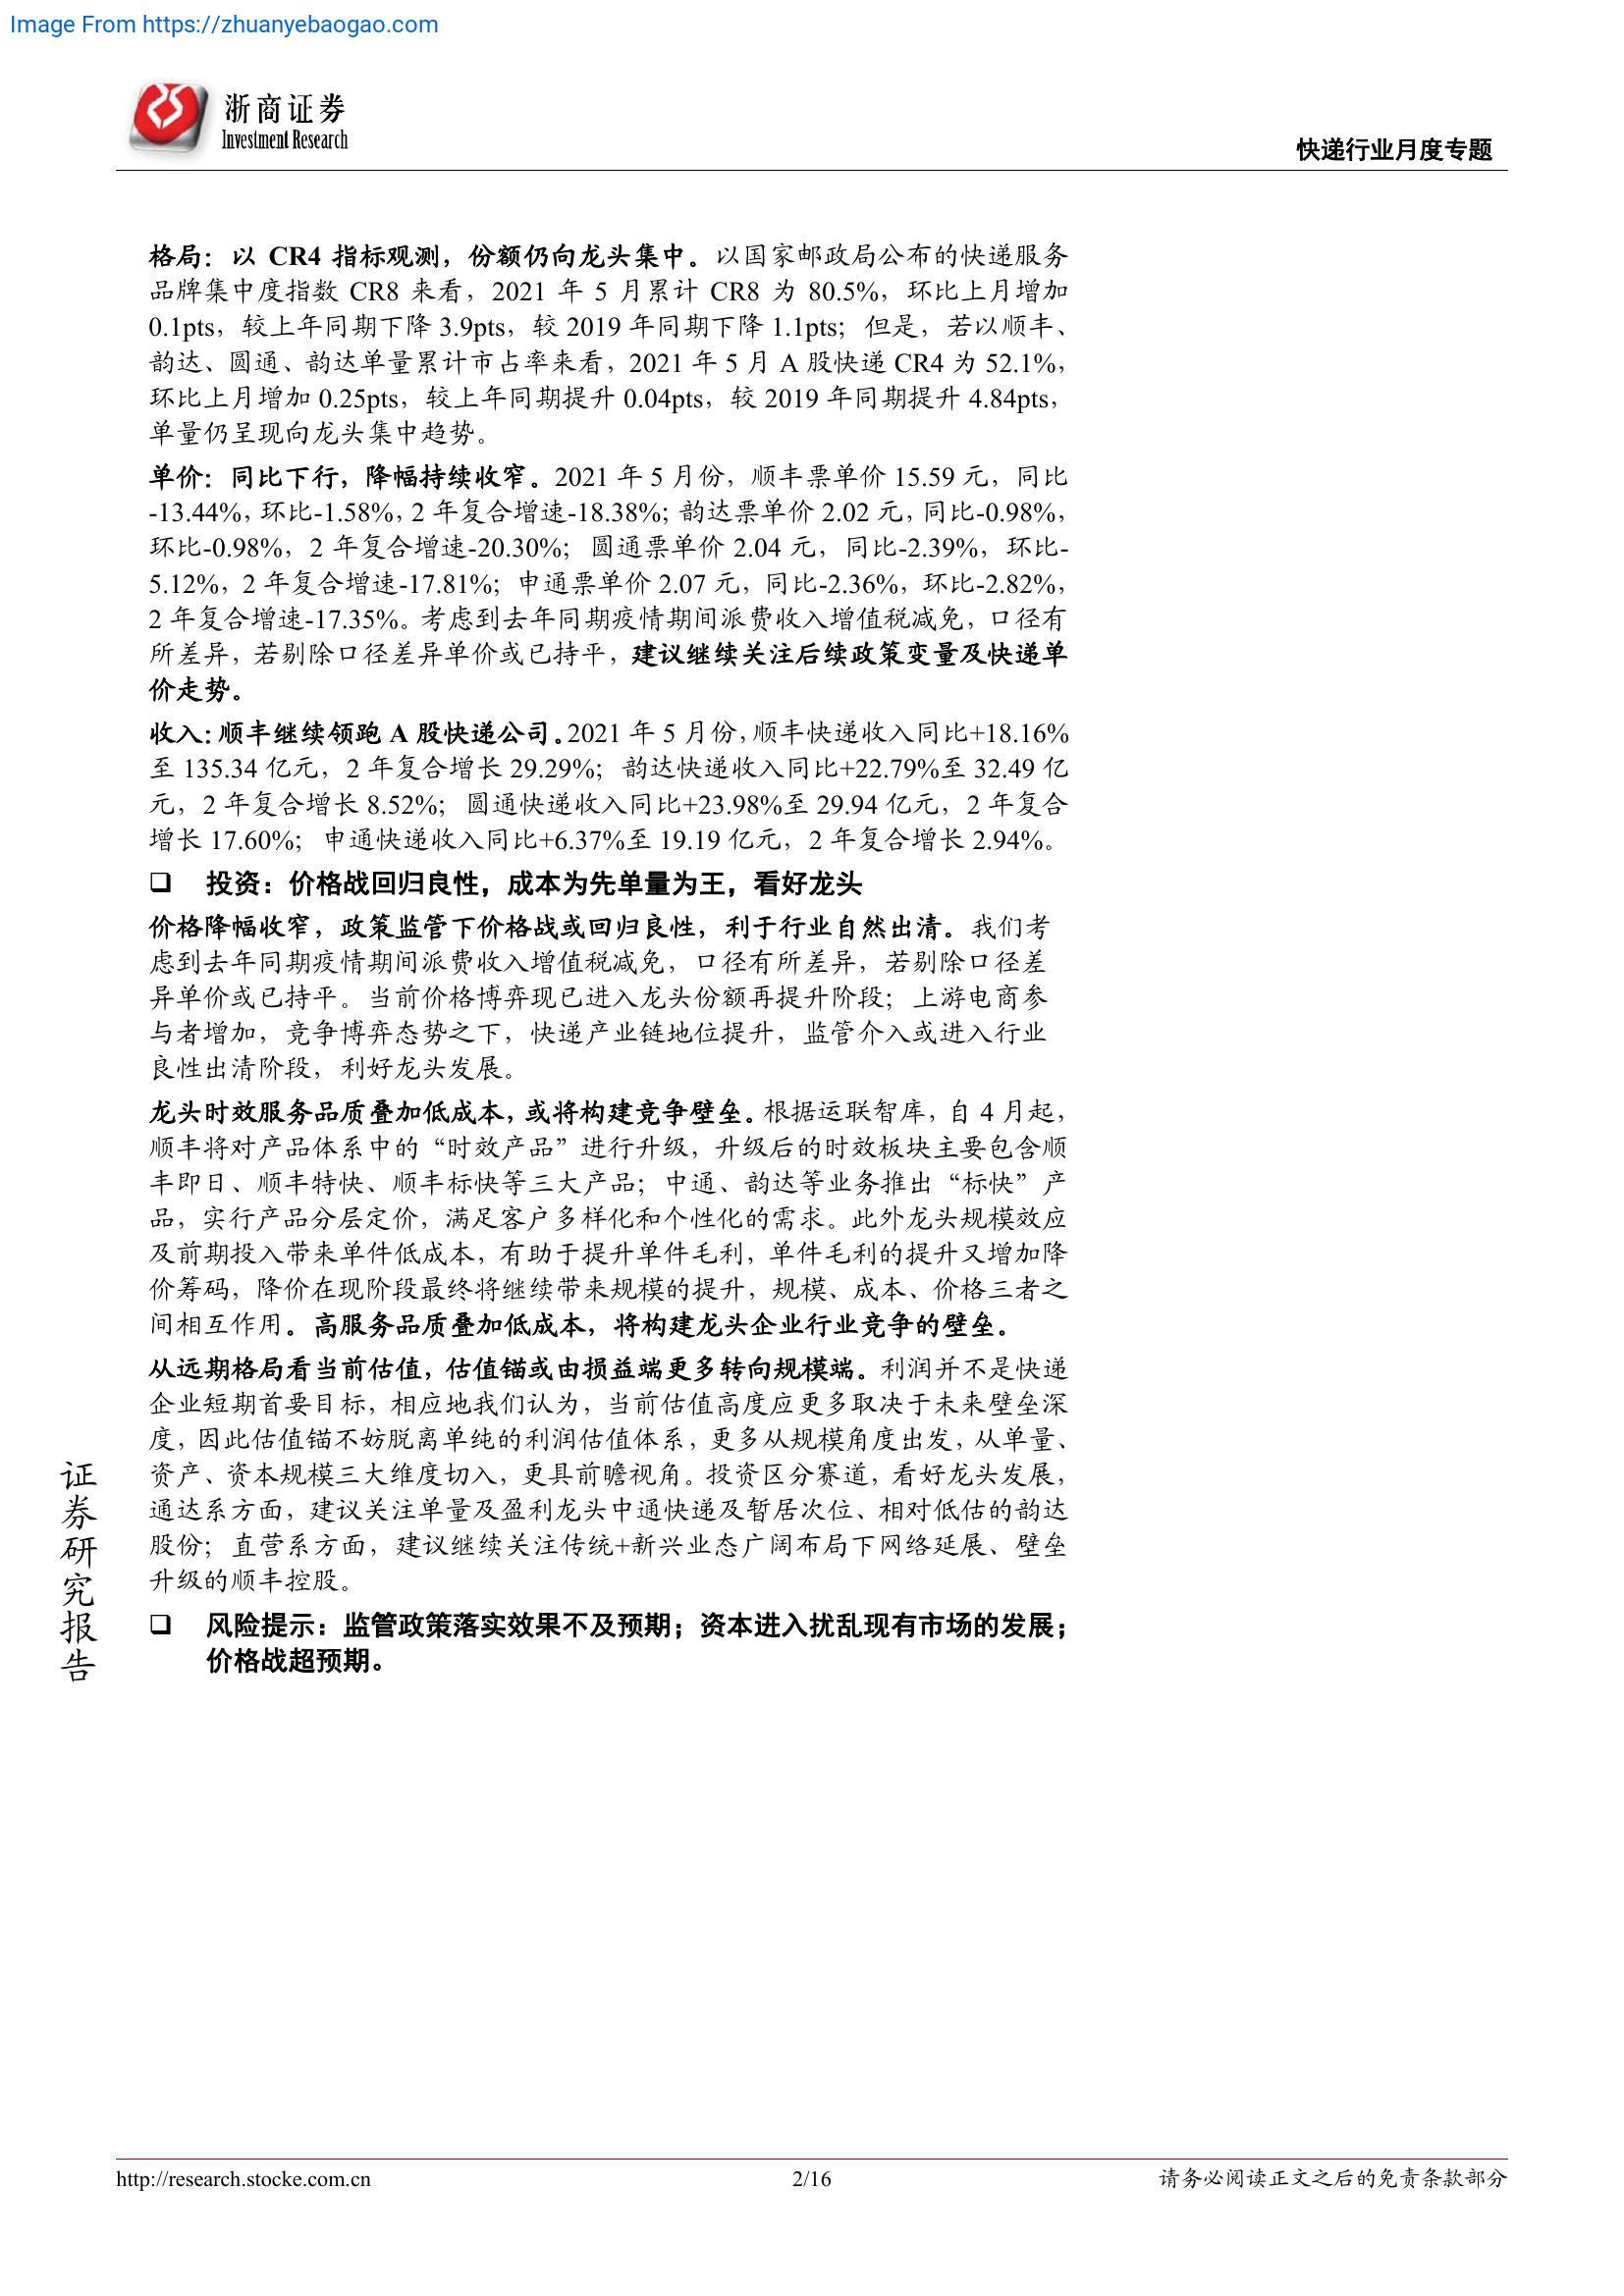 Image From https://zhuanyebaogao.com
浙商证券
Investment Research
快递行业月度专题
格局：以 CR4 指标观测，份额仍向龙头集中。以国家邮政局公布的快递服务
品牌集中度指数 CR8 来看，2021 年 5 月累计 CR8 为 80.5%，环比上月增加
0.1pts，较上年同期下降 3.9pts，较 2019 年同期下降 1.1pts；但是，若以顺丰、
韵达、圆通、韵达单量累计市占率来看，2021 年 5 月 A 股快递 CR4 为 52.1%，
环比上月增加 0.25pts，较上年同期提升 0.04pts，较 2019 年同期提升 4.84pts，
单量仍呈现向龙头集中趋势。
单价：同比下行，降幅持续收窄。2021 年 5 月份，顺丰票单价 15.59 元，同比
-13.44%，环比-1.58%，2 年复合增速-18.38%；韵达票单价 2.02 元，同比-0.98%，
环比-0.98%，2 年复合增速-20.30%；圆通票单价 2.04 元，同比-2.39%，环比-
5.12%，2 年复合增速-17.81%；申通票单价 2.07 元，同比-2.36%，环比-2.82%，
2 年复合增速-17.35%。考虑到去年同期疫情期间派费收入增值税减免，口径有
所差异，若剔除口径差异单价或已持平，建议继续关注后续政策变量及快递单
价走势。
收入：顺丰继续领跑 A 股快递公司。2021 年 5 月份，顺丰快递收入同比+18.16%
至 135.34 亿元，2 年复合增长 29.29%；韵达快递收入同比+22.79%至 32.49 亿
元，2 年复合增长 8.52%；圆通快递收入同比+23.98%至 29.94 亿元，2 年复合
增长 17.60%；申通快递收入同比+6.37%至 19.19 亿元，2 年复合增长 2.94%。
❑ 投资：价格战回归良性，成本为先单量为王，看好龙头
价格降幅收窄，政策监管下价格战或回归良性，利于行业自然出清。我们考
虑到去年同期疫情期间派费收入增值税减免，口径有所差异，若剔除口径差
异单价或已持平。当前价格博弈现已进入龙头份额再提升阶段；上游电商参
与者增加，竞争博弈态势之下，快递产业链地位提升，监管介入或进入行业
良性出清阶段，利好龙头发展。
龙头时效服务品质叠加低成本，或将构建竞争壁垒。根据运联智库，自 4 月起，
顺丰将对产品体系中的“时效产品”进行升级，升级后的时效板块主要包含顺
丰即日、顺丰特快、顺丰标快等三大产品；中通、韵达等业务推出“标快”产
品，实行产品分层定价，满足客户多样化和个性化的需求。此外龙头规模效应
及前期投入带来单件低成本，有助于提升单件毛利，单件毛利的提升又增加降
价筹码，降价在现阶段最终将继续带来规模的提升，规模、成本、价格三者之
间相互作用。高服务品质叠加低成本，将构建龙头企业行业竞争的壁垒。
从远期格局看当前估值，估值锚或由损益端更多转向规模端。利润并不是快递
企业短期首要目标，相应地我们认为，当前估值高度应更多取决于未来壁垒深
度，因此估值锚不妨脱离单纯的利润估值体系，更多从规模角度出发，从单量、
资产、资本规模三大维度切入，更具前瞻视角。投资区分赛道，看好龙头发展，
通达系方面，建议关注单量及盈利龙头中通快递及暂居次位、相对低估的韵达
股份；直营系方面，建议继续关注传统+新兴业态广阔布局下网络延展、壁垒
升级的顺丰控股。
❑ 风险提示：监管政策落实效果不及预期；资本进入扰乱现有市场的发展；
价格战超预期。
证券研究报告
http://research.stocke.com.cn
2/16
请务必阅读正文之后的免责条款部分